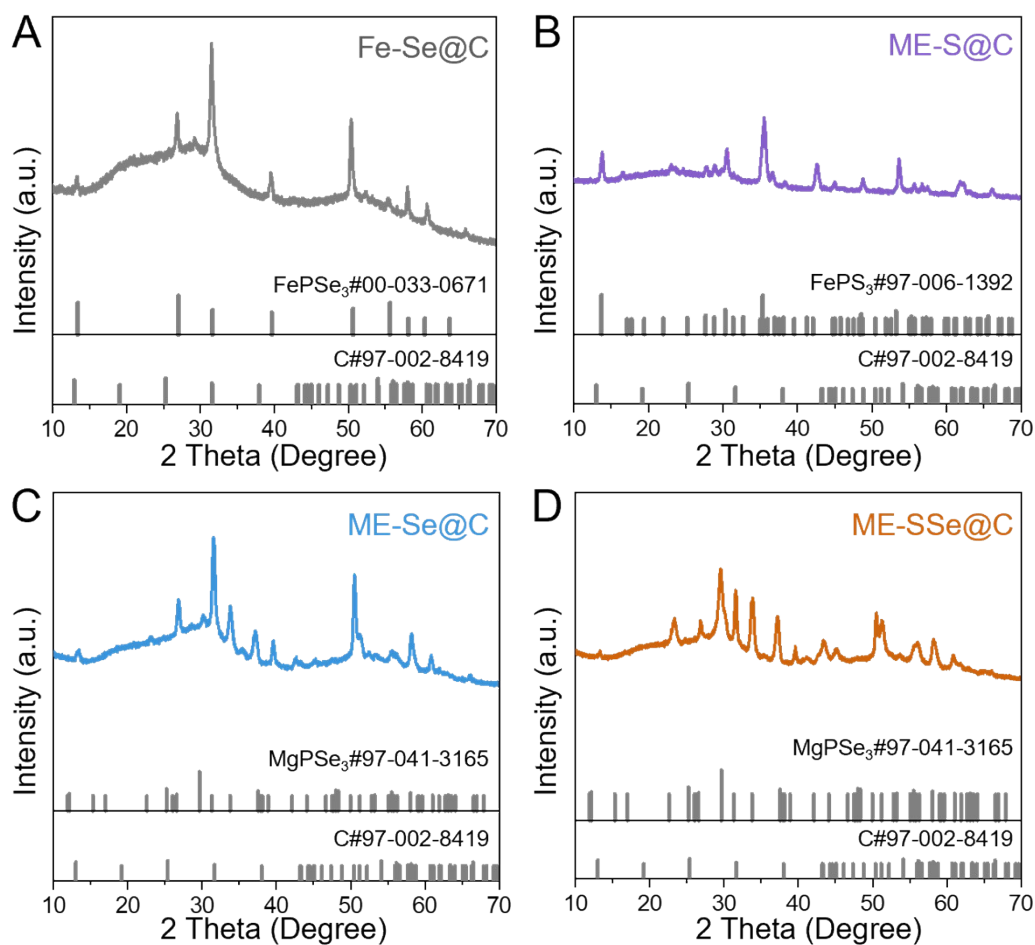 A
Fe-Se@C
Intensity (a.u.)
FePSe₃#00-033-0671
C#97-002-8419
10 20 30 40 50 60 70
2 Theta (Degree)
B
ME-S@C
Intensity (a.u.)
FePS₃#97-006-1392
C#97-002-8419
10 20 30 40 50 60 70
2 Theta (Degree)
C
ME-Se@C
Intensity (a.u.)
MgPSe₃#97-041-3165
C#97-002-8419
10 20 30 40 50 60 70
2 Theta (Degree)
D
ME-SSe@C
Intensity (a.u.)
MgPSe₃#97-041-3165
C#97-002-8419
10 20 30 40 50 60 70
2 Theta (Degree)